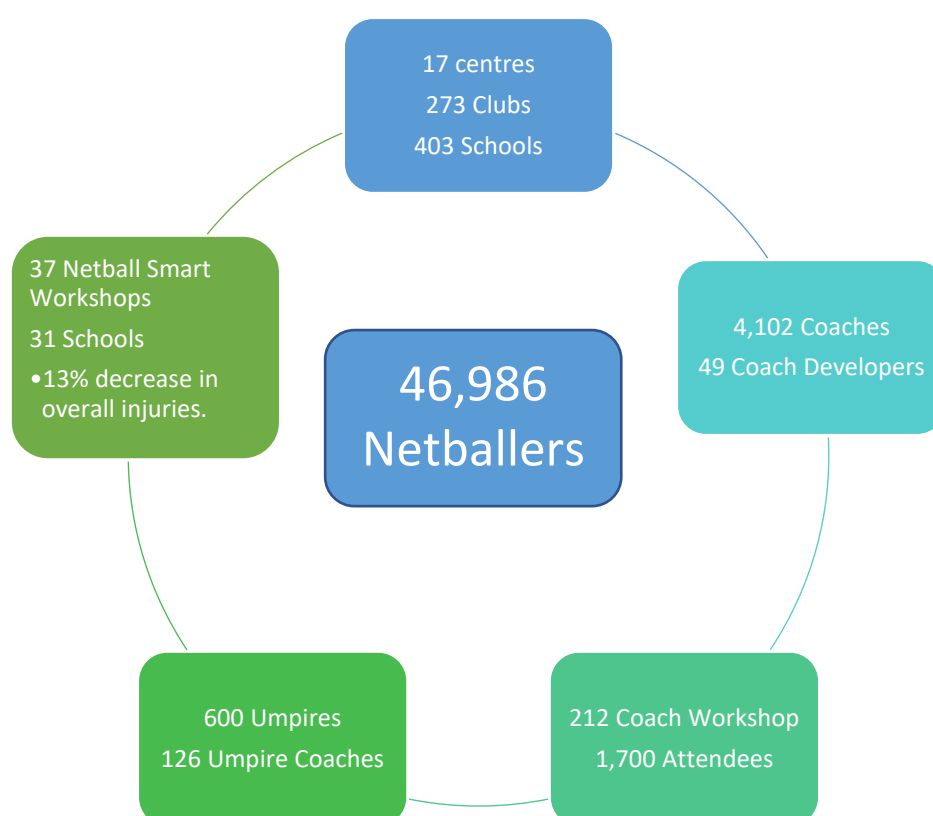 17 centres
273 Clubs
403 Schools
37 Netball Smart
Workshops
31 Schools
•13% decrease in
overall injuries.
46,986
Netballers
4,102 Coaches
49 Coach Developers
600 Umpires
126 Umpire Coaches
212 Coach Workshop
1,700 Attendees